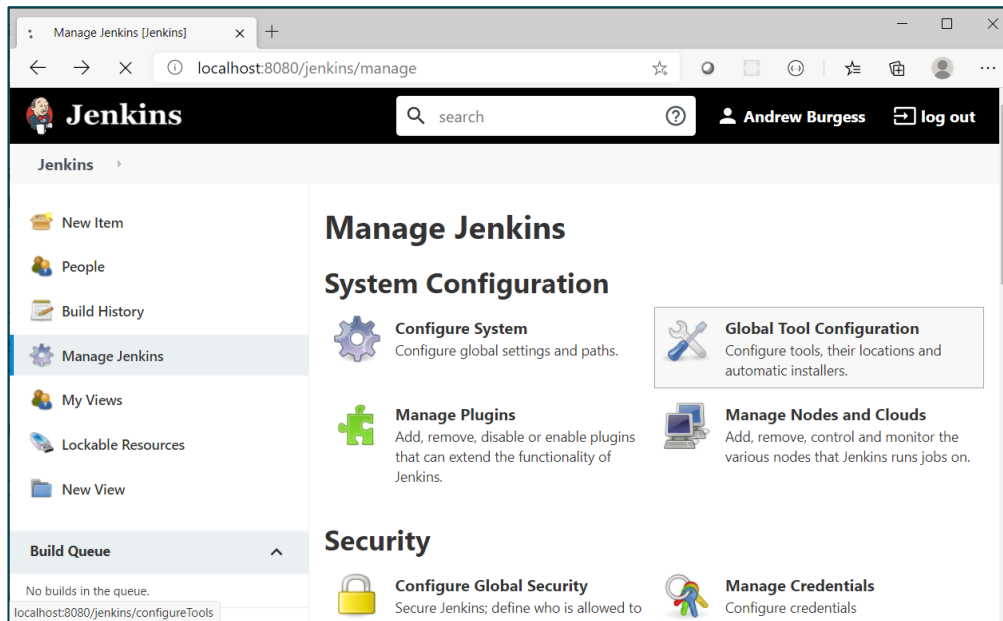 Manage Jenkins [Jenkins]
localhost:8080/jenkins/manage
Jenkins
search
Andrew Burgess
log out
Jenkins
New Item
People
Build History
Manage Jenkins
My Views
Lockable Resources
New View
Build Queue
No builds in the queue.
localhost:8080/jenkins/configureTools
Manage Jenkins
System Configuration
Configure System
Configure global settings and paths.
Global Tool Configuration
Configure tools, their locations and
automatic installers.
Manage Plugins
Add, remove, disable or enable plugins
that can extend the functionality of
Jenkins.
Manage Nodes and Clouds
Add, remove, control and monitor the
various nodes that Jenkins runs jobs on.
Security
Configure Global Security
Secure Jenkins; define who is allowed to
Manage Credentials
Configure credentials